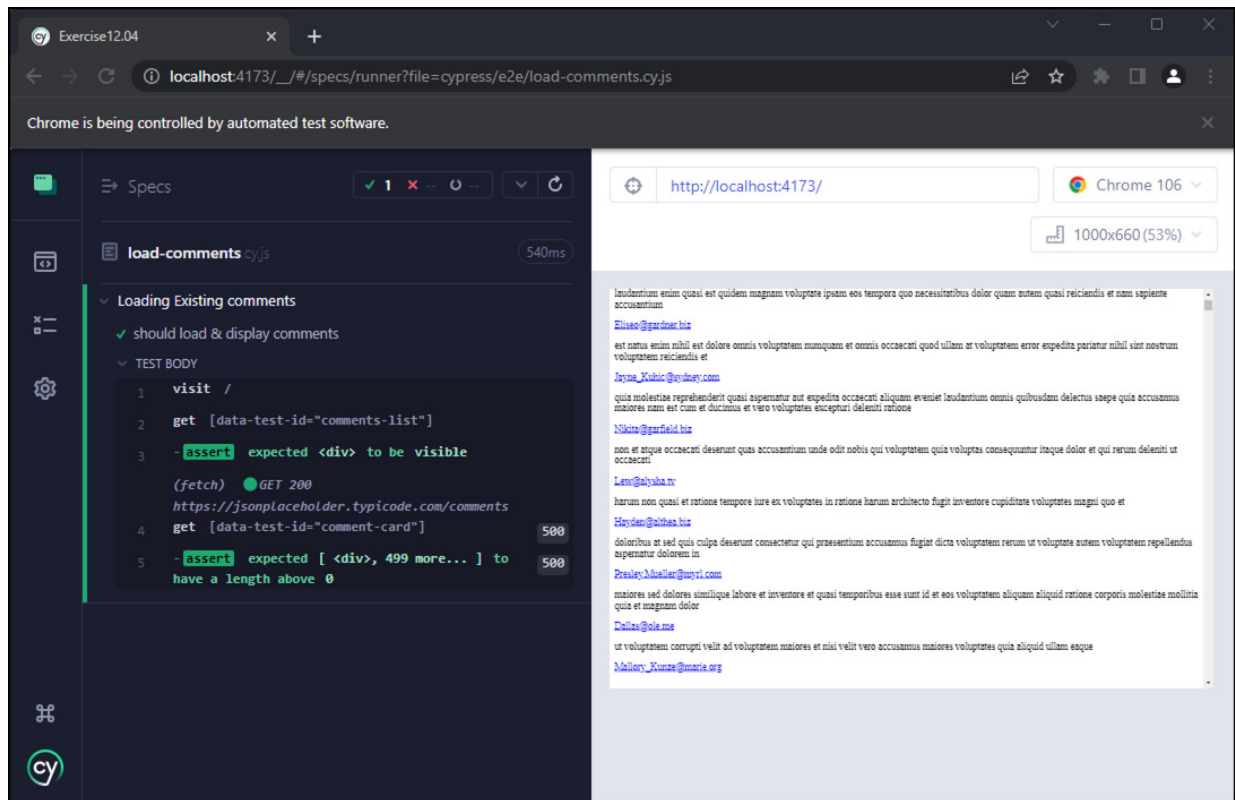 Exercise12.04
localhost:4173/__/#/specs/runner?file=cypress/e2e/load-comments.cy.js
Chrome is being controlled by automated test software.
Specs
1
--
--
load-comments.cy.js
540ms
Loading Existing comments
should load & display comments
TEST BODY
1 visit /
2 get [data-test-id="comments-list"]
3 -assert expected <div> to be visible
(fetch) GET 200
https://jsonplaceholder.typicode.com/comments
4 get [data-test-id="comment-card"] 500
5 -assert expected [ <div>, 499 more... ] to 500
have a length above 0
cy
http://localhost:4173/
Chrome 106
1000x660 (53%)
laudantium enim quasi est quidem magnam voluptate ipsam eos tempora quo necessitatibus dolor quam autem quasi reiciendis et nam sapiente
accusantium
Eliseo@gardner.biz
est natus enim nihil est dolore omnis voluptatem numquam et omnis occaecati quod ullam at voluptatem error expedita pariatur nihil sint nostrum
voluptatem reiciendis et
Jayne_Kuhic@sydney.com
quia molestiae reprehenderit quasi aspernatur aut expedita occaecati aliquam eveniet laudantium omnis quibusdam delectus saepe quia accusamus
maiores nam est cum et ducimus et vero voluptates excepturi deleniti ratione
Nikita@garfield.biz
non et atque occaecati deserunt quas accusantium unde odit nobis qui voluptatem quia voluptas consequuntur itaque dolor et qui rerum deleniti ut
occaecati
Lew@alysha.tv
harum non quasi et ratione tempore iure ex voluptates in ratione harum architecto fugit inventore cupiditate voluptates magni quo et
Hayden@althea.biz
doloribus at sed quis culpa deserunt consectetur qui praesentium accusamus fugiat dicta voluptatem rerum ut voluptate autem voluptatem repellendus
aspernatur dolorem in
Presley.Mueller@myrl.com
maiores sed dolores similique labore et inventore et quasi temporibus esse sunt id et eos voluptatem aliquam aliquid ratione corporis molestiae mollitia
quia et magnam dolor
Dallas@ole.me
ut voluptatem corrupti velit ad voluptatem maiores et nisi velit vero accusamus maiores voluptates quia aliquid ullam eaque
Mallory_Kunze@marie.org